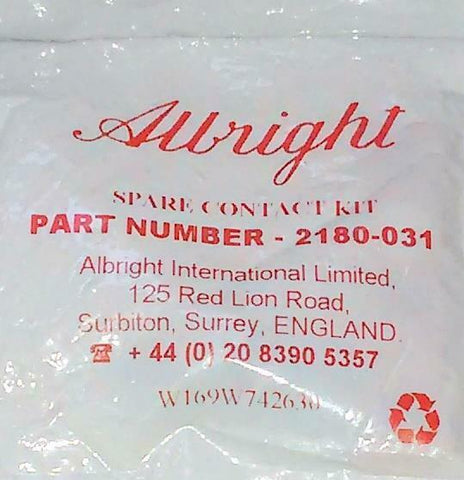 Albright
SPARE CONTACT KIT
PART NUMBER - 2180-031
Albright International Limited,
125 Red Lion Road,
Surbiton, Surrey, ENGLAND.
☎ + 44 (0) 20 8390 5357
W169W742630